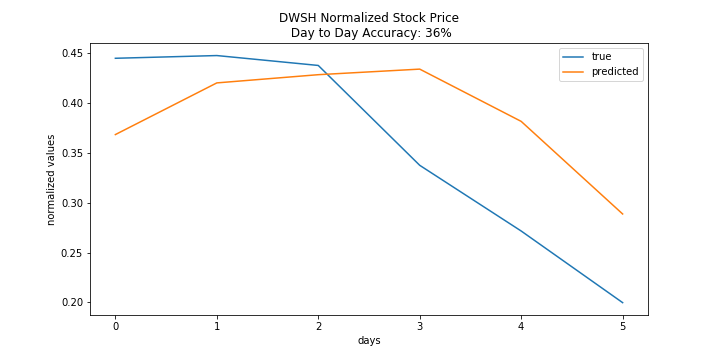 DWSH Normalized Stock Price
Day to Day Accuracy: 36%
0.45
0.40
0.35
0.30
0.25
0.20
normalized values
true
predicted
0 1 2 3 4 5
days